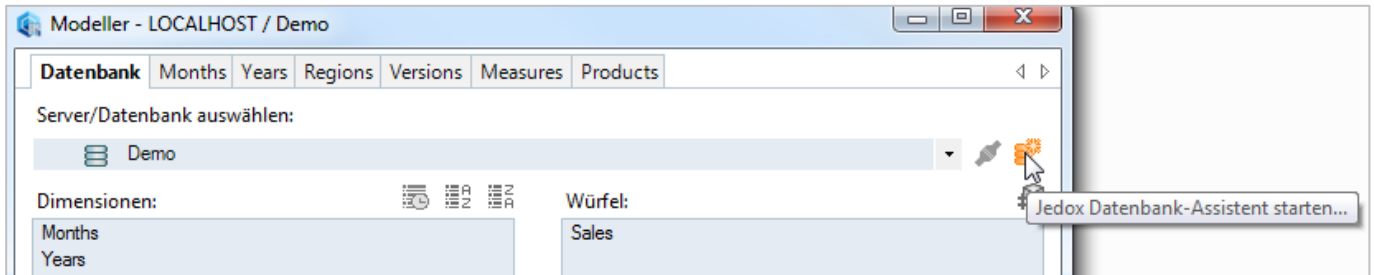 Modeller - LOCALHOST / Demo
Datenbank Months Years Regions Versions Measures Products
Server/Datenbank auswählen:
Demo
Dimensionen: Würfel:
Jedox Datenbank-Assistent starten...
Months Sales
Years